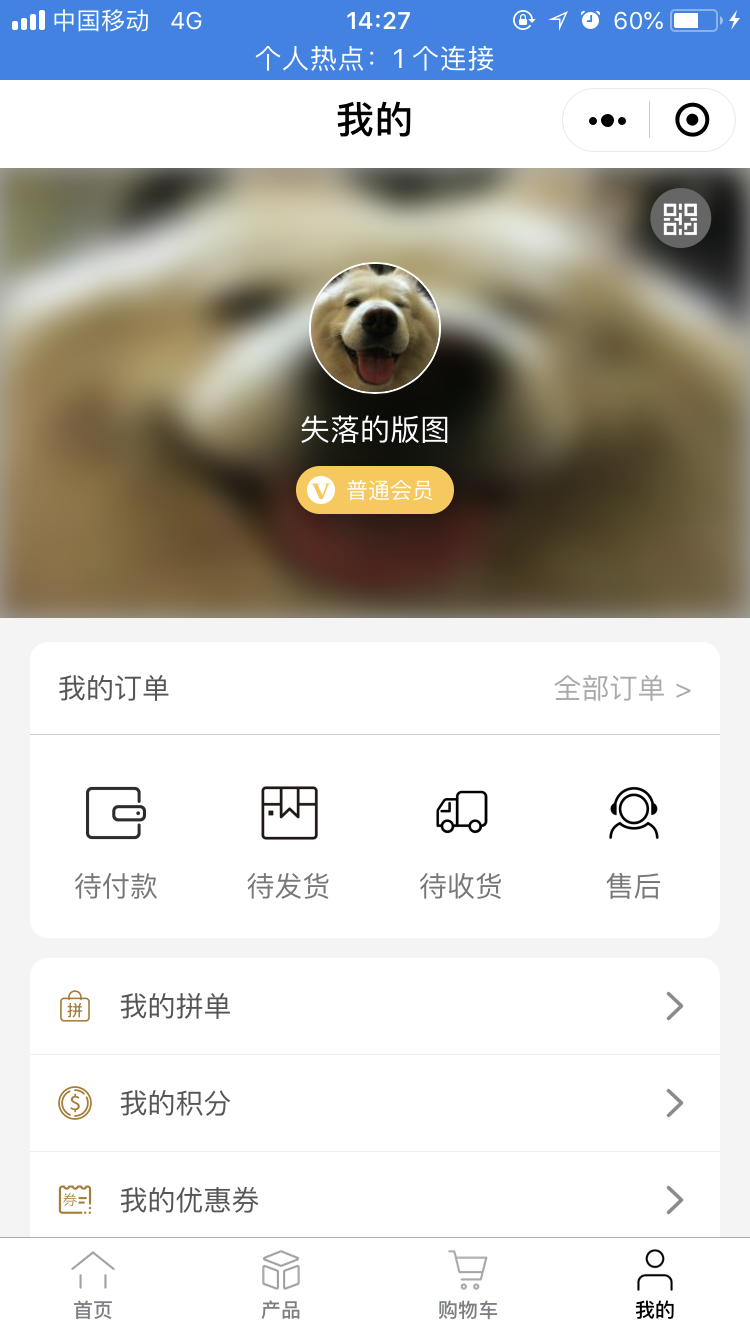 中国移动 4G 14:27 60%
个人热点：1 个连接
我的
失落的版图
V 普通会员
我的订单 全部订单 >
待付款 待发货 待收货 售后
拼 我的拼单
$ 我的积分
券 我的优惠券
首页 产品 购物车 我的